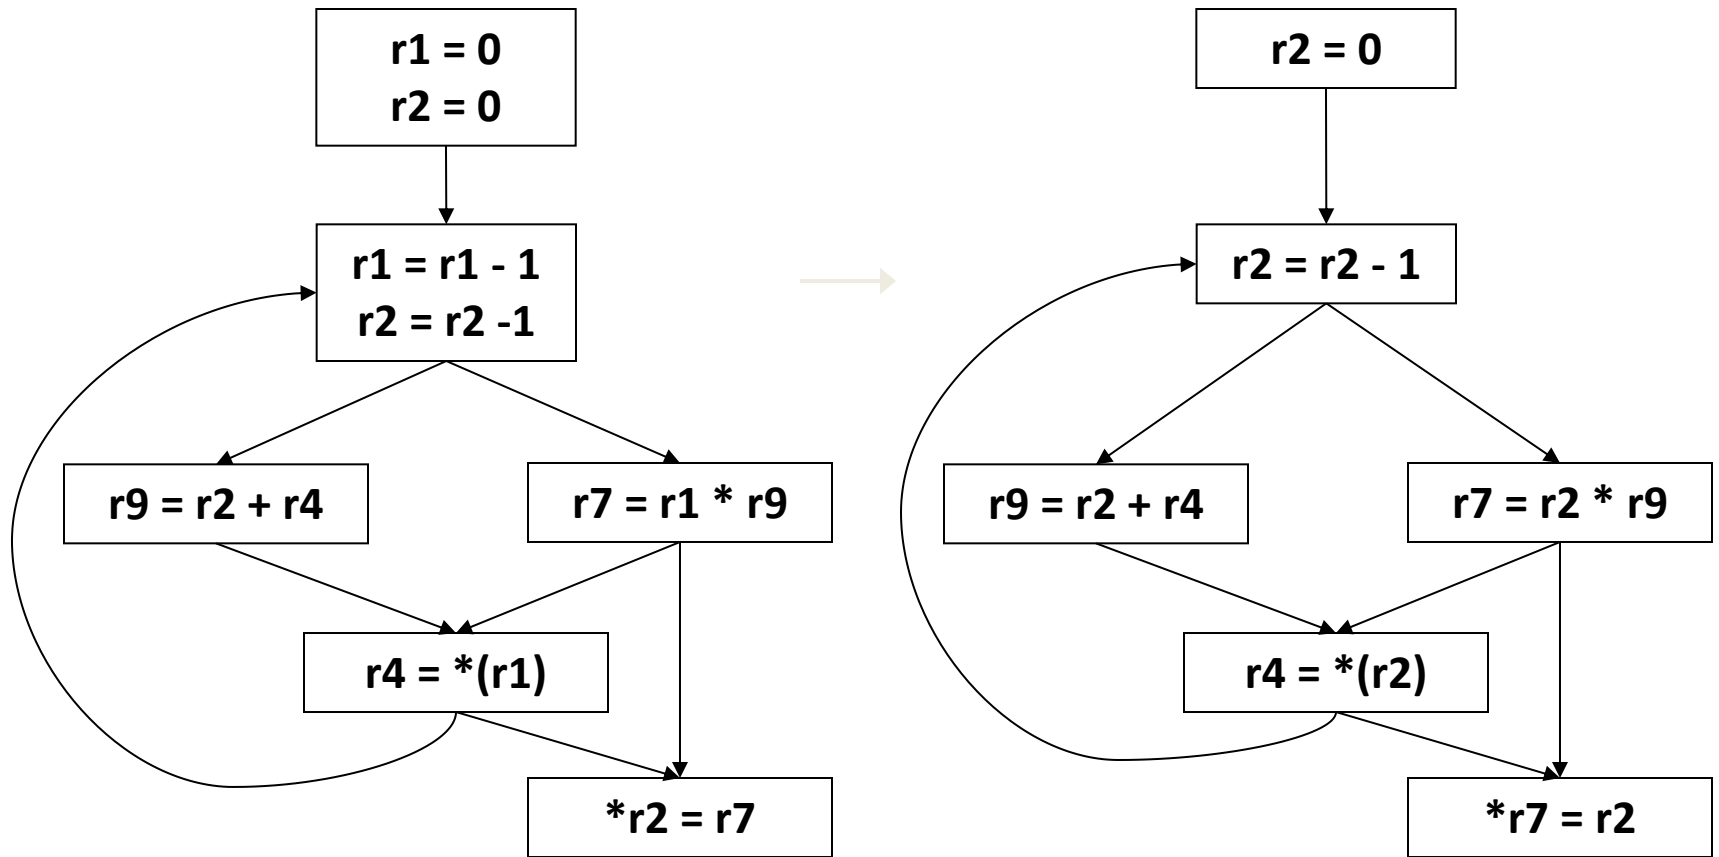 r1 = 0
r2 = 0
r1 = r1 - 1
r2 = r2 -1
r9 = r2 + r4
r7 = r1 * r9
r4 = *(r1)
*r2 = r7
r2 = 0
r2 = r2 - 1
r9 = r2 + r4
r7 = r2 * r9
r4 = *(r2)
*r7 = r2